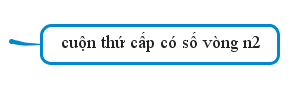 cuộn thứ cấp có số vòng n2